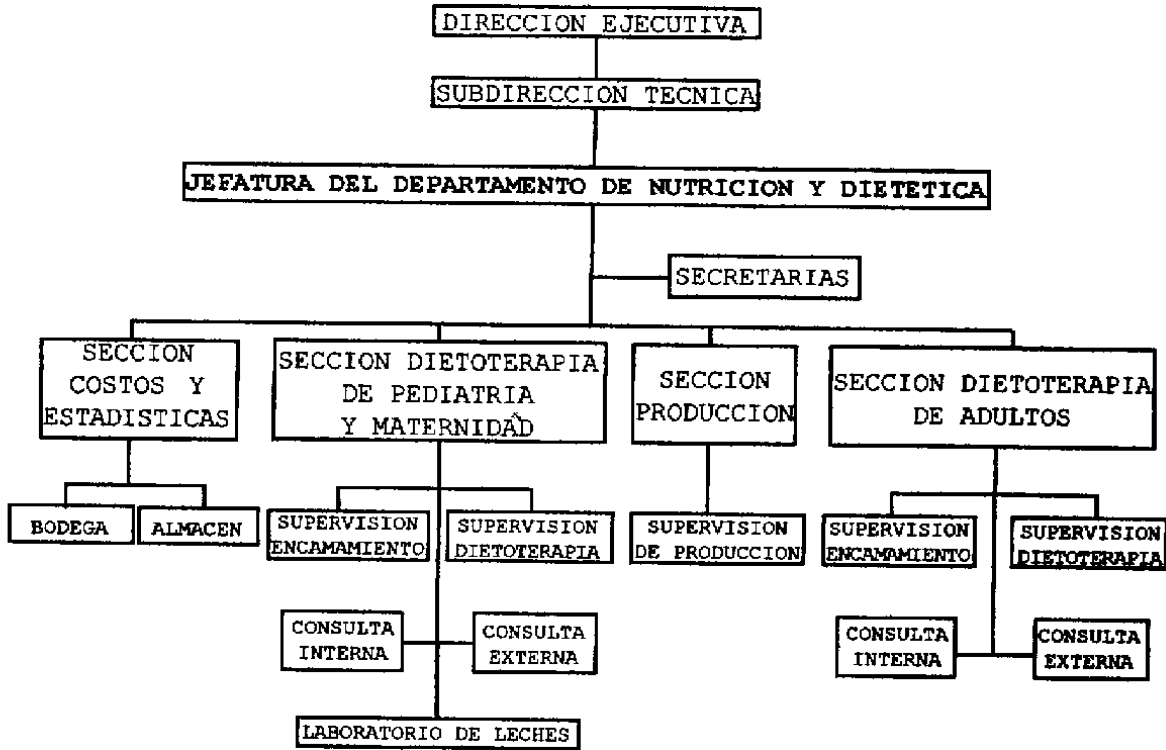 DIRECCION EJECUTIVA
SUBDIRECCION TECNICA
JEFATURA DEL DEPARTAMENTO DE NUTRICION Y DIETETICA
SECRETARIAS
SECCION
COSTOS Y
ESTADISTICAS
SECCION DIETOTERAPIA
DE PEDIATRIA
Y MATERNIDAD
SECCION
PRODUCCION
SECCION DIETOTERAPIA
DE ADULTOS
BODEGA
ALMACEN
SUPERVISION
ENCAMAMIENTO
SUPERVISION
DIETOTERAPIA
SUPERVISION
DE PRODUCCION
SUPERVISION
ENCAMAMIENTO
SUPERVISION
DIETOTERAPIA
CONSULTA
INTERNA
CONSULTA
EXTERNA
CONSULTA
INTERNA
CONSULTA
EXTERNA
LABORATORIO DE LECHES